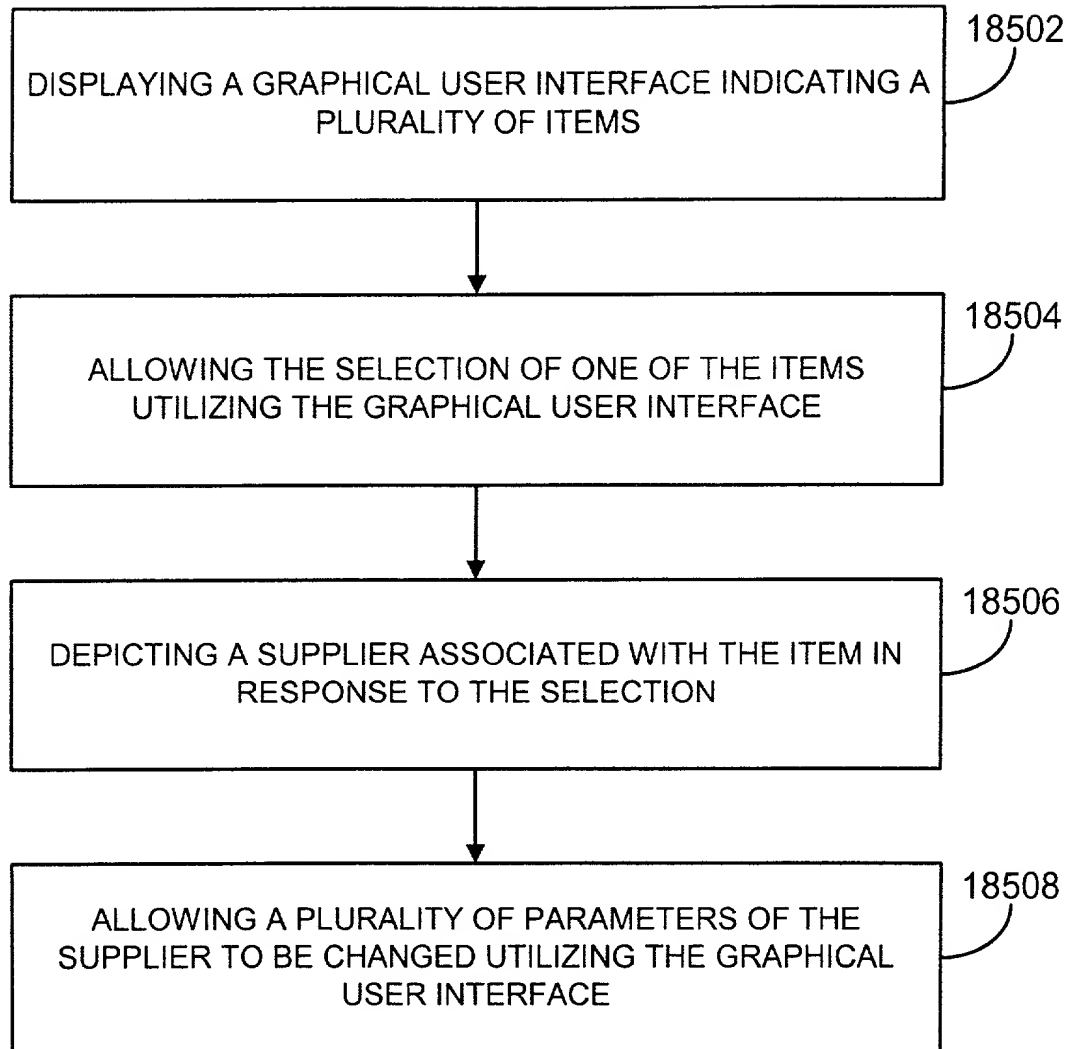 18502
DISPLAYING A GRAPHICAL USER INTERFACE INDICATING A
PLURALITY OF ITEMS
18504
ALLOWING THE SELECTION OF ONE OF THE ITEMS
UTILIZING THE GRAPHICAL USER INTERFACE
18506
DEPICTING A SUPPLIER ASSOCIATED WITH THE ITEM IN
RESPONSE TO THE SELECTION
18508
ALLOWING A PLURALITY OF PARAMETERS OF THE
SUPPLIER TO BE CHANGED UTILIZING THE GRAPHICAL
USER INTERFACE